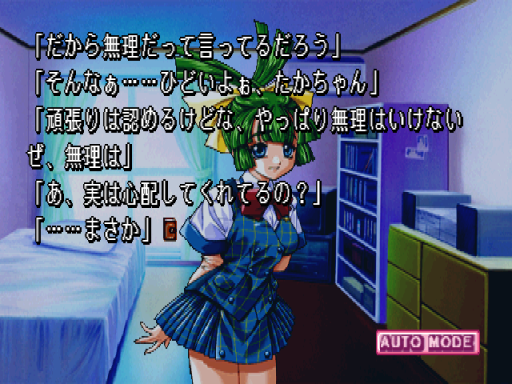 「だから無理だって言ってるだろう」
「そんなぁ……ひどいよぉ、たかちゃん」
「頑張りは認めるけどな、やっぱり無理はいけない
ぜ、無理は」
「あ、実は心配してくれてるの？」
「……まさか」
AUTO MODE